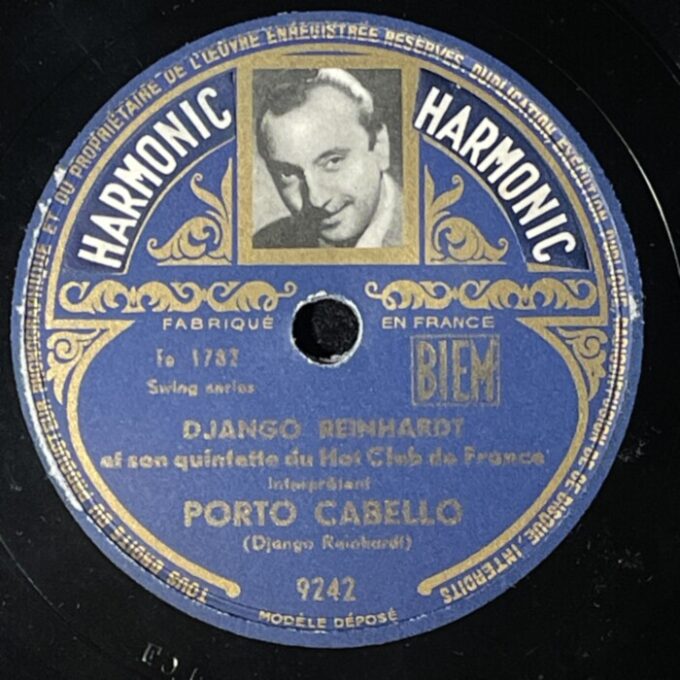 TOUS DROITS DU PRODUCTEUR PHONOGRAPHIQUE ET DU PROPRIÉTAIRE DE L'ŒUVRE ENREGISTRÉE RÉSERVÉS. DUPLICATION, EXÉCUTION PUBLIQUE, RADIODIFFUSION DE CE DISQUE, INTERDITS
HARMONIC HARMONIC
FABRIQUÉ EN FRANCE
Fo 1782 BIEM
Swing series
DJANGO REINHARDT
et son quintette du Hot Club de France
Interprétant
PORTO CABELLO
(Django Reinhardt)
9242
MODÈLE DÉPOSÉ